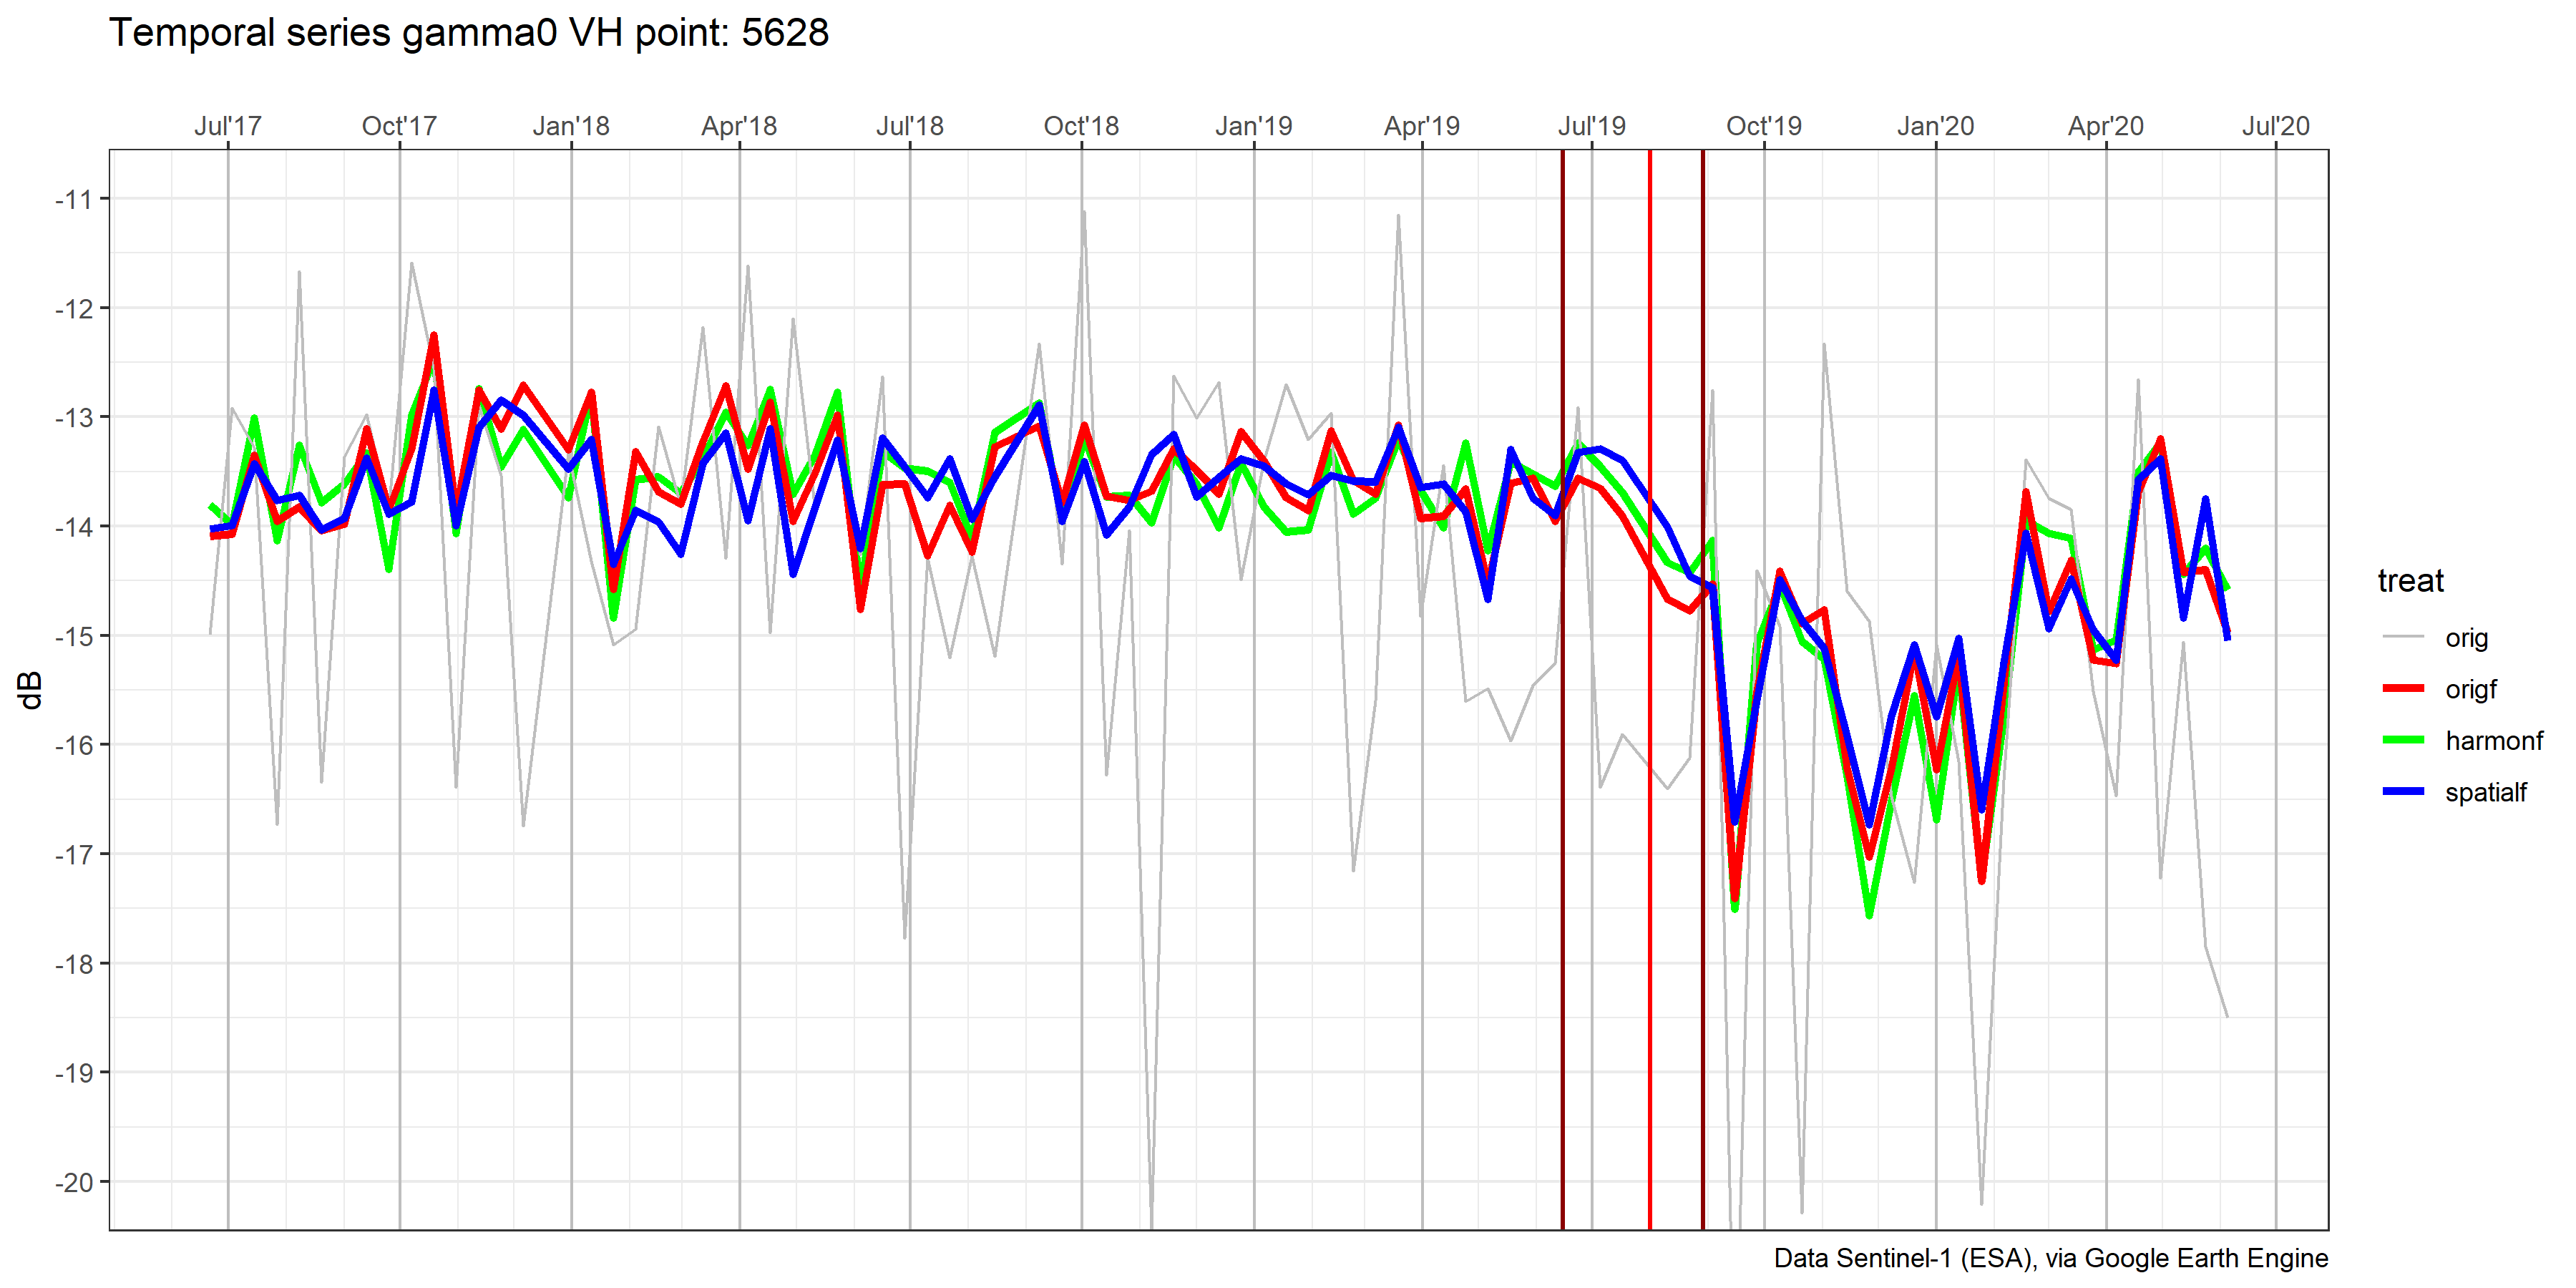 Temporal series gamma0 VH point: 5628
Jul'17 Oct'17 Jan'18 Apr'18 Jul'18 Oct'18 Jan'19 Apr'19 Jul'19 Oct'19 Jan'20 Apr'20 Jul'20
-11
-12
-13
-14
-15
-16
-17
-18
-19
-20
dB
treat
orig
origf
harmonf
spatialf
Data Sentinel-1 (ESA), via Google Earth Engine